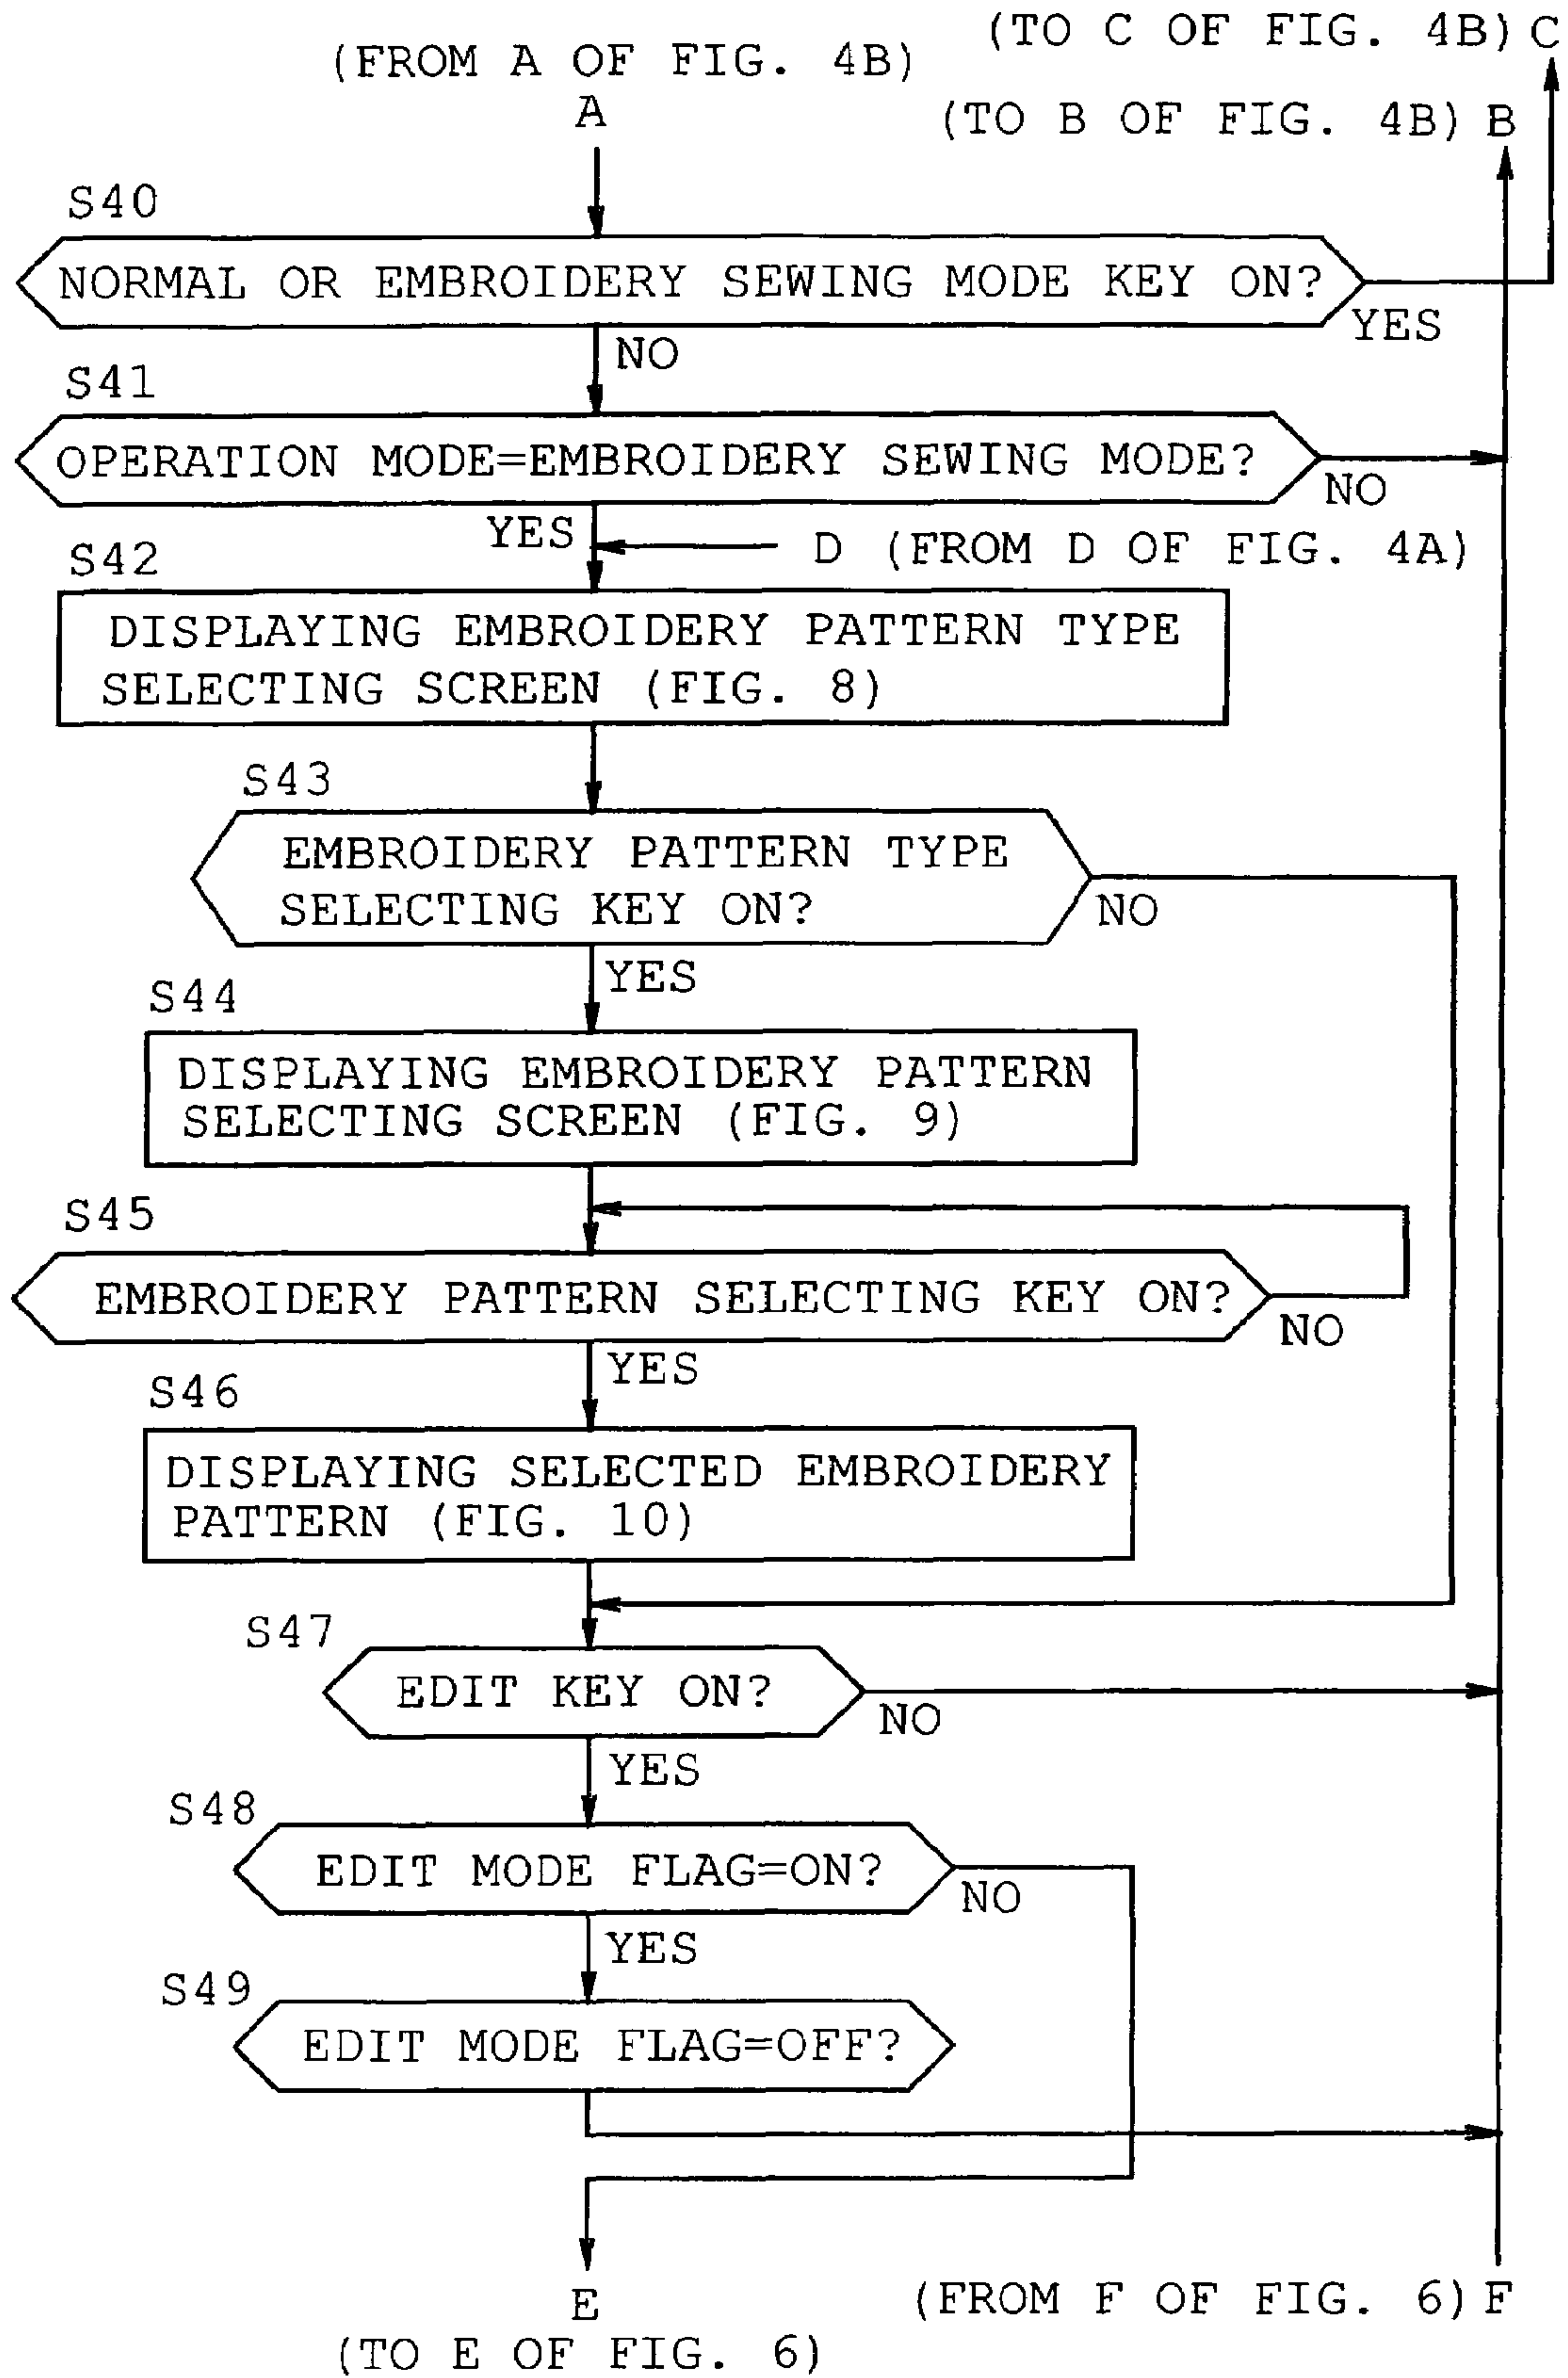 (TO C OF FIG. 4B) C
(FROM A OF FIG. 4B)
A
(TO B OF FIG. 4B) B
S40
NORMAL OR EMBROIDERY SEWING MODE KEY ON?
YES
NO
S41
OPERATION MODE=EMBROIDERY SEWING MODE?
NO
YES
D (FROM D OF FIG. 4A)
S42
DISPLAYING EMBROIDERY PATTERN TYPE
SELECTING SCREEN (FIG. 8)
S43
EMBROIDERY PATTERN TYPE
SELECTING KEY ON?
NO
YES
S44
DISPLAYING EMBROIDERY PATTERN
SELECTING SCREEN (FIG. 9)
S45
EMBROIDERY PATTERN SELECTING KEY ON?
NO
YES
S46
DISPLAYING SELECTED EMBROIDERY
PATTERN (FIG. 10)
S47
EDIT KEY ON?
NO
YES
S48
EDIT MODE FLAG=ON?
NO
YES
S49
EDIT MODE FLAG=OFF?
E
(FROM F OF FIG. 6) F
(TO E OF FIG. 6)